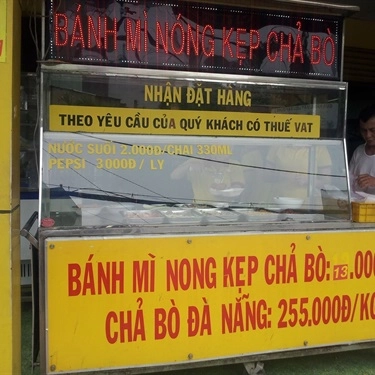 BÁNH MÌ NÓNG KẸP CHẢ BÒ
NHẬN ĐẶT HÀNG
THEO YÊU CẦU CỦA QUÝ KHÁCH CÓ THUẾ VAT
NƯỚC SUỐI 2.000Đ/CHAI 330ML
PEPSI 3000Đ/ LY
BÁNH MÌ NONG KẸP CHẢ BÒ: 13.000
CHẢ BÒ ĐÀ NẴNG: 255.000Đ/KG